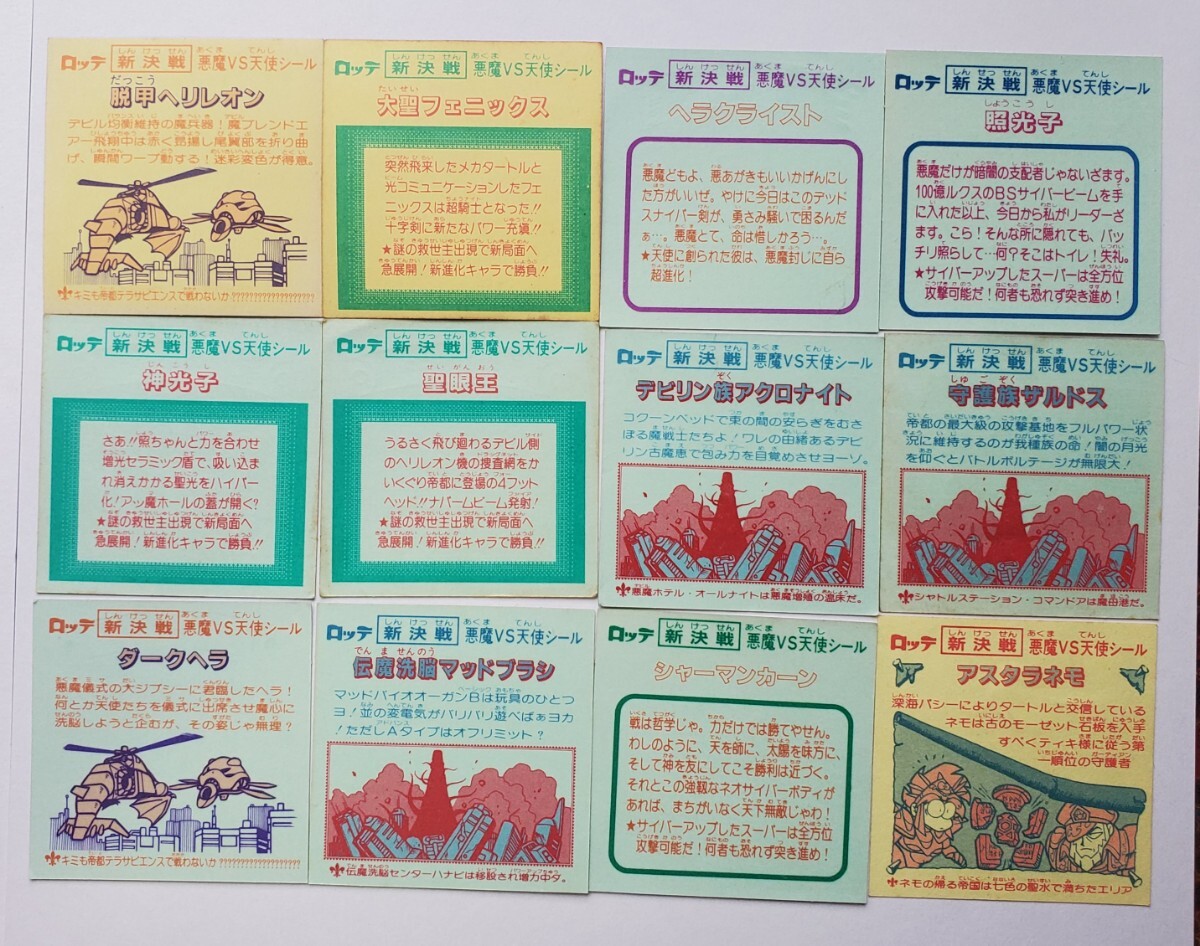 ロッテ 新決戦 悪魔VS天使シール
脱甲ヘリレオン
デビル均衡維持の魔兵器!魔ブレンドエ
アー飛翔中は赤く昂揚し尾翼部を折り曲
げ、瞬間ワープ動する!迷彩変色が得意。
キミも帝都テラサピエンスで戦わないか????????????????????
ロッテ 新決戦 悪魔VS天使シール
大聖フェニックス
突然飛来したメカタートルと
光コミュニケーションしたフェ
ニックスは超騎士となった!!
十字剣に新たなパワー充塡!!
★謎の救世主出現で新局面へ
急展開!新進化キャラで勝負!!
ロッテ 新決戦 悪魔VS天使シール
ヘラクライスト
悪魔どもよ、悪あがきもいいかげんにし
た方がいいぜ。やけに今日はこのデッド
スナイパー剣が、勇さみ騒いで困るんだ
ぁ…。悪魔とて、命は惜しかろう…。
★天使に創られた彼は、悪魔封じに自ら
超進化!
ロッテ 新決戦 悪魔VS天使シール
照光子
悪魔だけが暗闇の支配者じゃないざます。
100億ルクスのBSサイバービームを手
に入れた以上、今日から私がリーダーざ
ます。こら!そんな所に隠れても、バッ
チリ照らして…何?そこはトイレ!失礼。
★サイバーアップしたスーパーは全方位
攻撃可能だ!何者も恐れず突き進め!
ロッテ 新決戦 悪魔VS天使シール
神光子
さあ!!照ちゃんと力を合わせ
増光セラミック盾で、吸い込ま
れ消えかかる聖光をハイパー
化!アッ魔ホールの蓋が開く?
★謎の救世主出現で新局面へ
急展開!新進化キャラで勝負!!
ロッテ 新決戦 悪魔VS天使シール
聖眼王
うるさく飛び廻わるデビル側
のヘリレオン機の捜査網をか
いくぐり帝都に登場の4フット
ヘッド!!ナパームビーム発射!
★謎の救世主出現で新局面へ
急展開!新進化キャラで勝負!!
ロッテ 新決戦 悪魔VS天使シール
デビリン族アクロナイト
コクーンベッドで束の間の安らぎをむさ
ぼる魔戦士たちよ!ワレの由緒あるデビ
リン古魔恵で包み力を目覚めさせヨーソ。
悪魔ホテル・オールナイトは悪魔増殖の温床だ。
ロッテ 新決戦 悪魔VS天使シール
守護族ザルドス
帝都の最大級の攻撃基地をフルパワー状
況に維持するのが我種族の命!闇の月光
を仰ぐとバトルボルテージが無限大!
シャトルステーション・コマンドアは魔母港だ。
ロッテ 新決戦 悪魔VS天使シール
ダークヘラ
悪魔儀式の大ジプシーに君臨したヘラ!
何とか天使たちを儀式に出席させ魔心に
洗脳しようと企むが、その姿じゃ無理?
キミも帝都テラサピエンスで戦わないか????????????????????
ロッテ 新決戦 悪魔VS天使シール
伝魔洗脳マッドブラシ
マッドバイオオーガンBは玩具のひとつ
ヨ!並の変電気がバリバリ遊べばぁヨカ
!ただしAタイプはオフリミット?
伝魔洗脳センターハナビは移設され増力中ダ。
ロッテ 新決戦 悪魔VS天使シール
シャーマンカーン
戦は哲学じゃ。力だけでは勝てやせん。
わしのように、天を師に、太陽を味方に、
そして神を友にしてこそ勝利は近づく。
それとこの強靱なネオサイバーボディが
あれば、まちがいなく天下無敵じゃわ!
★サイバーアップしたスーパーは全方位
攻撃可能だ!何者も恐れず突き進め!
ロッテ 新決戦 悪魔VS天使シール
アスタラネモ
深海バシーによりタートルと交信している
ネモは古のモーゼット石板を入手
すべくティキ様に従う第
一順位の守護者
ネモの帰る帝国は七色の聖水で満ちたエリア